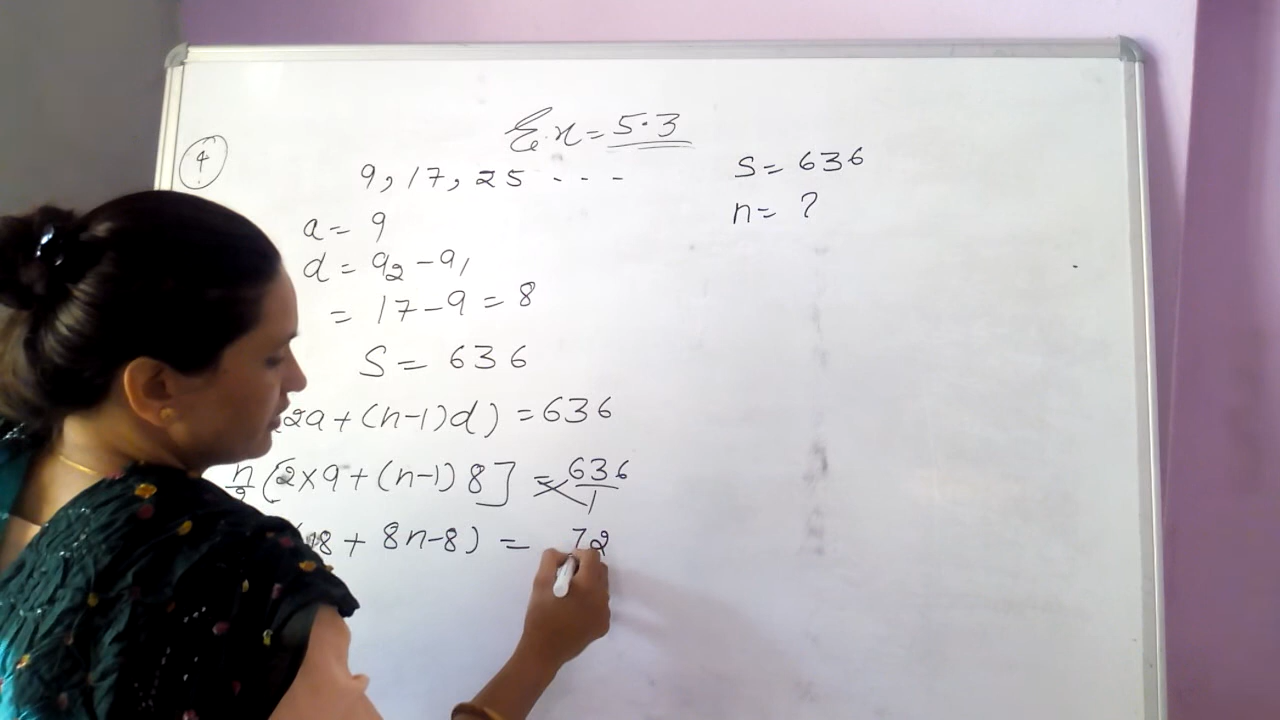 Ex = 5.3
4
9, 17, 25 - - -
S = 636
n = ?
a = 9
d = a2 - a1
= 17 - 9 = 8
S = 636
2a + (n-1)d) = 636
n/2 [2×9 + (n-1) 8] = 636/1
18 + 8n - 8) = 72